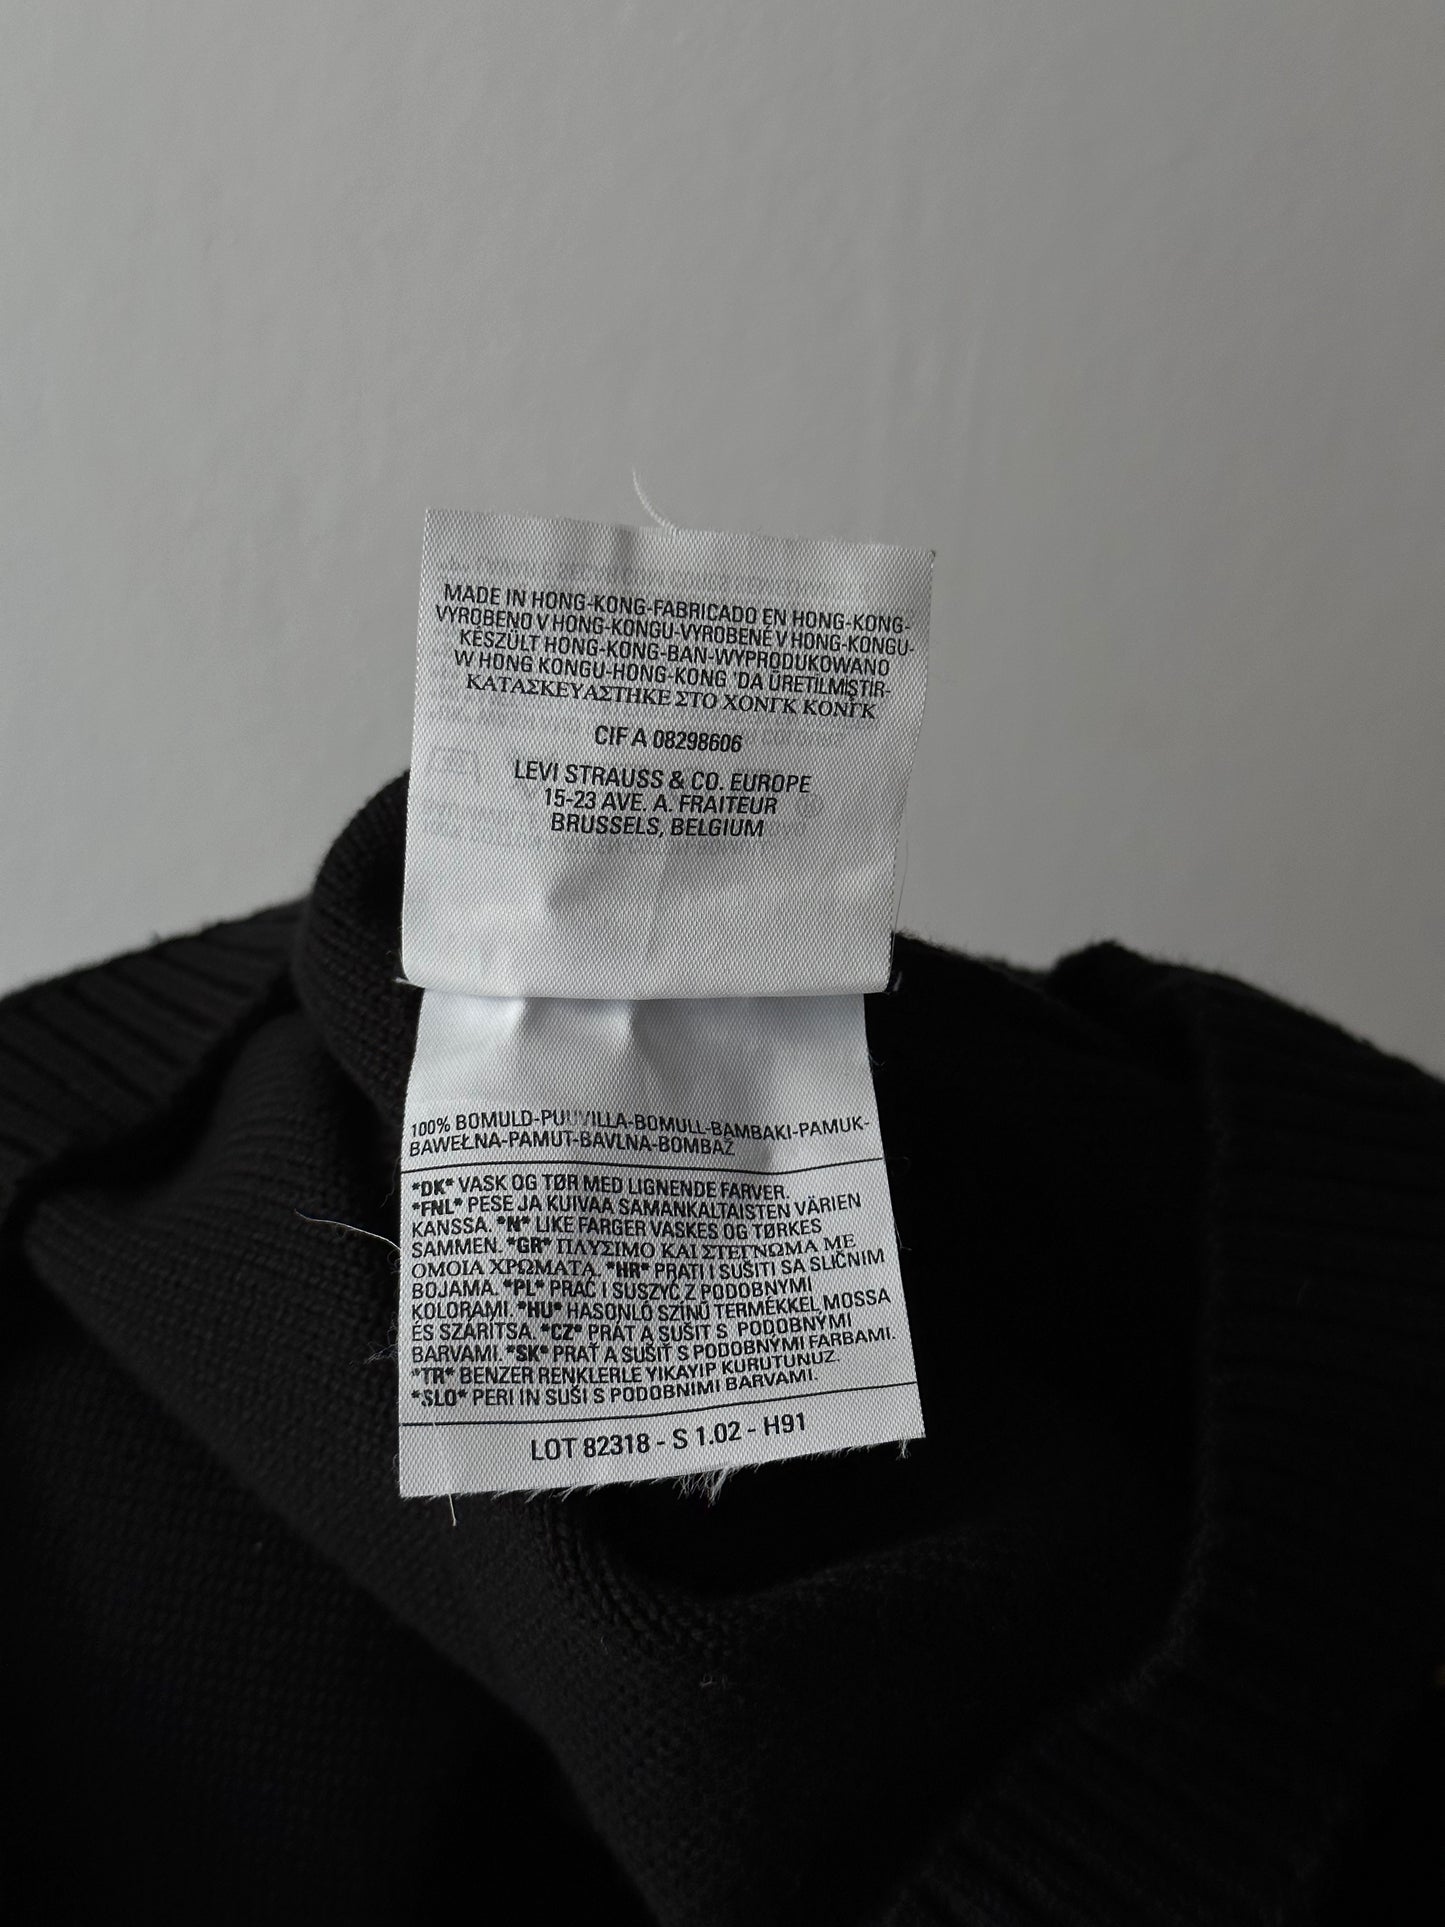 MADE IN HONG-KONG-FABRICADO EN HONG-KONG-
VYROBENO V HONG-KONGU-VYROBENÉ V HONG-KONGU-
KÉSZÜLT HONG-KONG-BAN-WYPRODUKOWANO
W HONG KONGU-HONG-KONG 'DA ÜRETILMIŞTIR-
ΚΑΤΑΣΚΕΥΑΣΤΗΚΕ ΣΤΟ ΧΟΝΓΚ ΚΟΝΓΚ
CIF A 08298606
LEVI STRAUSS & CO. EUROPE
15-23 AVE. A. FRAITEUR
BRUSSELS, BELGIUM
100% BOMULD-PUUVILLA-BOMULL-BAMBAKI-PAMUK-
BAWEŁNA-PAMUT-BAVLNA-BOMBAŽ
*DK* VASK OG TØR MED LIGNENDE FARVER.
*FNL* PESE JA KUIVAA SAMANKALTAISTEN VÄRIEN
KANSSA. *N* LIKE FARGER VASKES OG TØRKES
SAMMEN. *GR* ΠΛΥΣΙΜΟ ΚΑΙ ΣΤΕΓΝΩΜΑ ΜΕ
ΟΜΟΙΑ ΧΡΩΜΑΤΑ. *HR* PRATI I SUŠITI SA SLIČNIM
BOJAMA. *PL* PRAĆ I SUSZYĆ Z PODOBNYMI
KOLORAMI. *HU* HASONLÓ SZÍNŰ TERMÉKKEL MOSSA
ÉS SZÁRÍTSA. *CZ* PRÁT A SUŠIT S PODOBNÝMI
BARVAMI. *SK* PRAŤ A SUŠIŤ S PODOBNÝMI FARBAMI.
*TR* BENZER RENKLERLE YIKAYIP KURUTUNUZ.
*SLO* PERI IN SUŠI S PODOBNIMI BARVAMI.
LOT 82318 - S 1.02 - H91